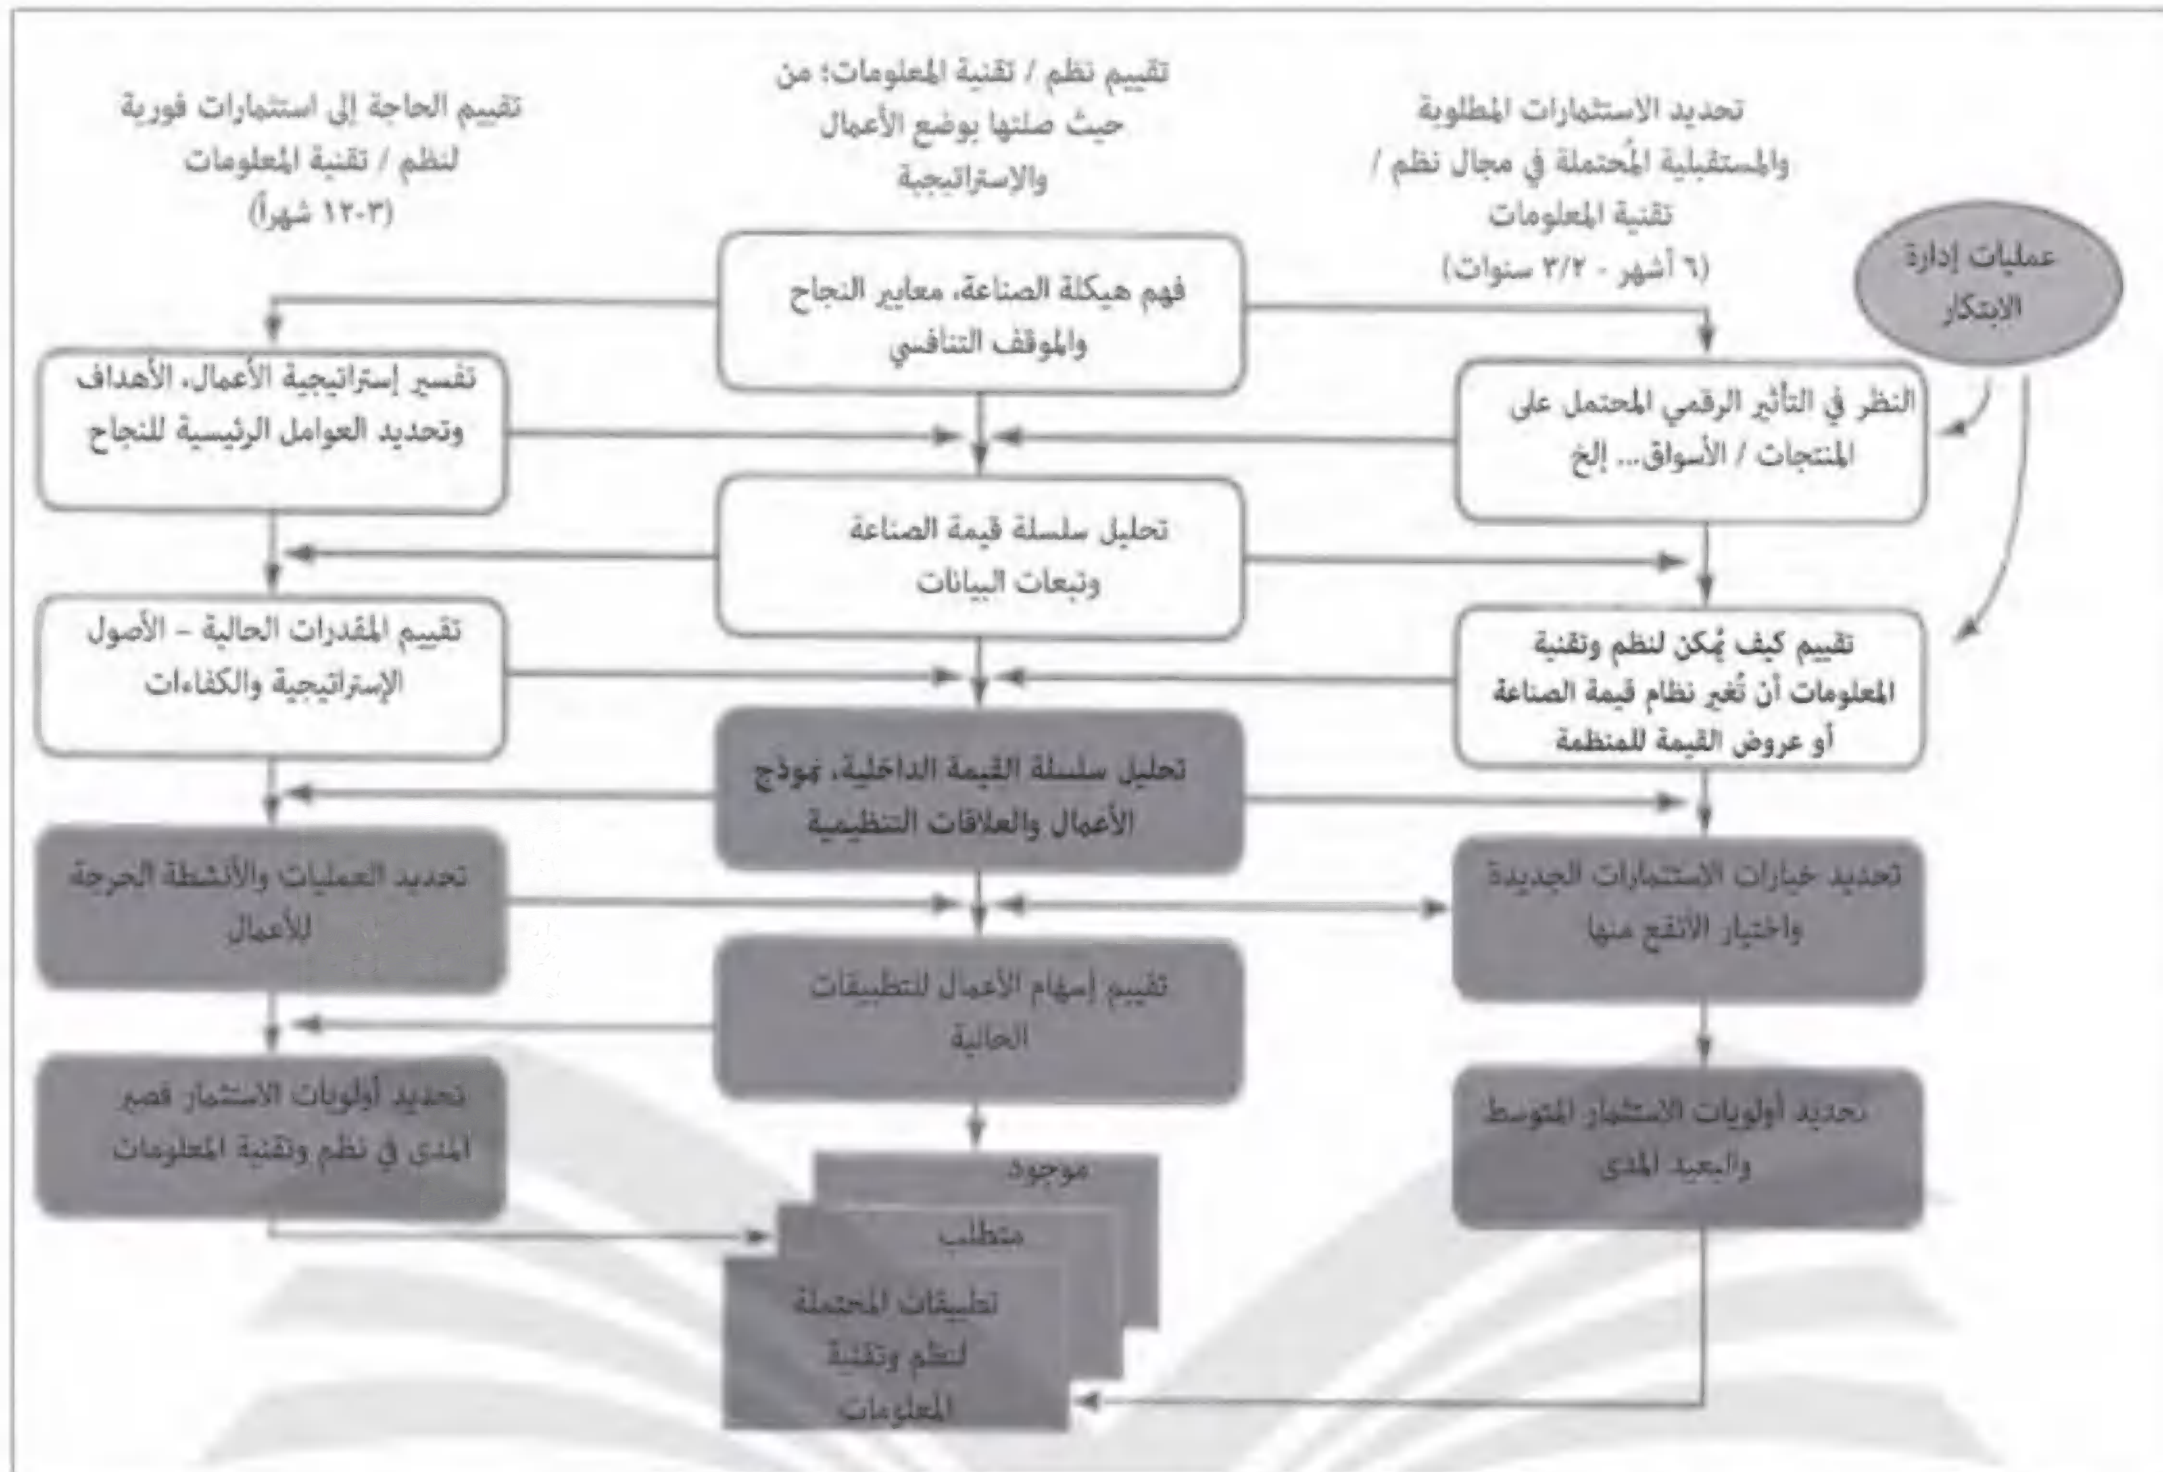 تحديد الاستثمارات المطلوبة
والمستقبلية المُحتملة في مجال نظم /
تقنية المعلومات
(٦ أشهر - ٣/٢ سنوات)
تقييم نظم / تقنية المعلومات؛ من
حيث صلتها بوضع الأعمال
والإستراتيجية
تقييم الحاجة إلى استثمارات فورية
لنظم / تقنية المعلومات
(٣-١٢ شهراً)
عمليات إدارة
الابتكار
فهم هيكلة الصناعة، معايير النجاح
والموقف التنافسي
النظر في التأثير الرقمي المحتمل على
المنتجات / الأسواق... إلخ
تفسير إستراتيجية الأعمال، الأهداف
وتحديد العوامل الرئيسية للنجاح
تحليل سلسلة قيمة الصناعة
وتبعات البيانات
تقييم كيف يُمكن لنظم وتقنية
المعلومات أن تُغير نظام قيمة الصناعة
أو عروض القيمة للمنظمة
تقييم المقدرات الحالية – الأصول
الإستراتيجية والكفاءات
تحليل سلسلة القيمة الداخلية، نموذج
الأعمال والعلاقات التنظيمية
تحديد خيارات الاستثمارات الجديدة
واختيار الأنفع منها
تحديد العمليات والأنشطة الحرجة
للأعمال
تقييم إسهام الأعمال للتطبيقات
الحالية
تحديد أولويات الاستثمار المتوسط
والبعيد المدى
تحديد أولويات الاستثمار قصير
المدى في نظم وتقنية المعلومات
موجود
متطلب
تطبيقات المحتملة
لنظم وتقنية
المعلومات